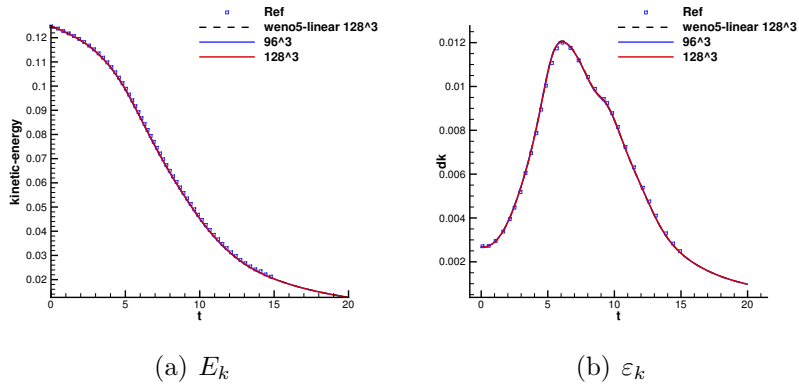 Ref
weno5-linear 128^3
96^3
128^3
0.12
0.11
0.1
0.09
0.08
0.07
0.06
0.05
0.04
0.03
0.02
kinetic-energy
0 5 10 15 20
t
(a) E_k
Ref
weno5-linear 128^3
96^3
128^3
0.012
0.01
0.008
0.006
0.004
0.002
dk
0 5 10 15 20
t
(b) ε_k